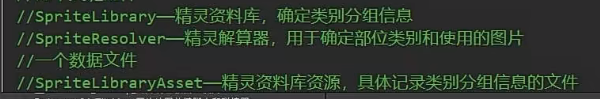 //SpriteLibrary—精灵资料库，确定类别分组信息
//SpriteResolver—精灵解算器，用于确定部位类别和使用的图片
//一个数据文件
//SpriteLibraryAsset—精灵资料库资源，具体记录类别分组信息的文件